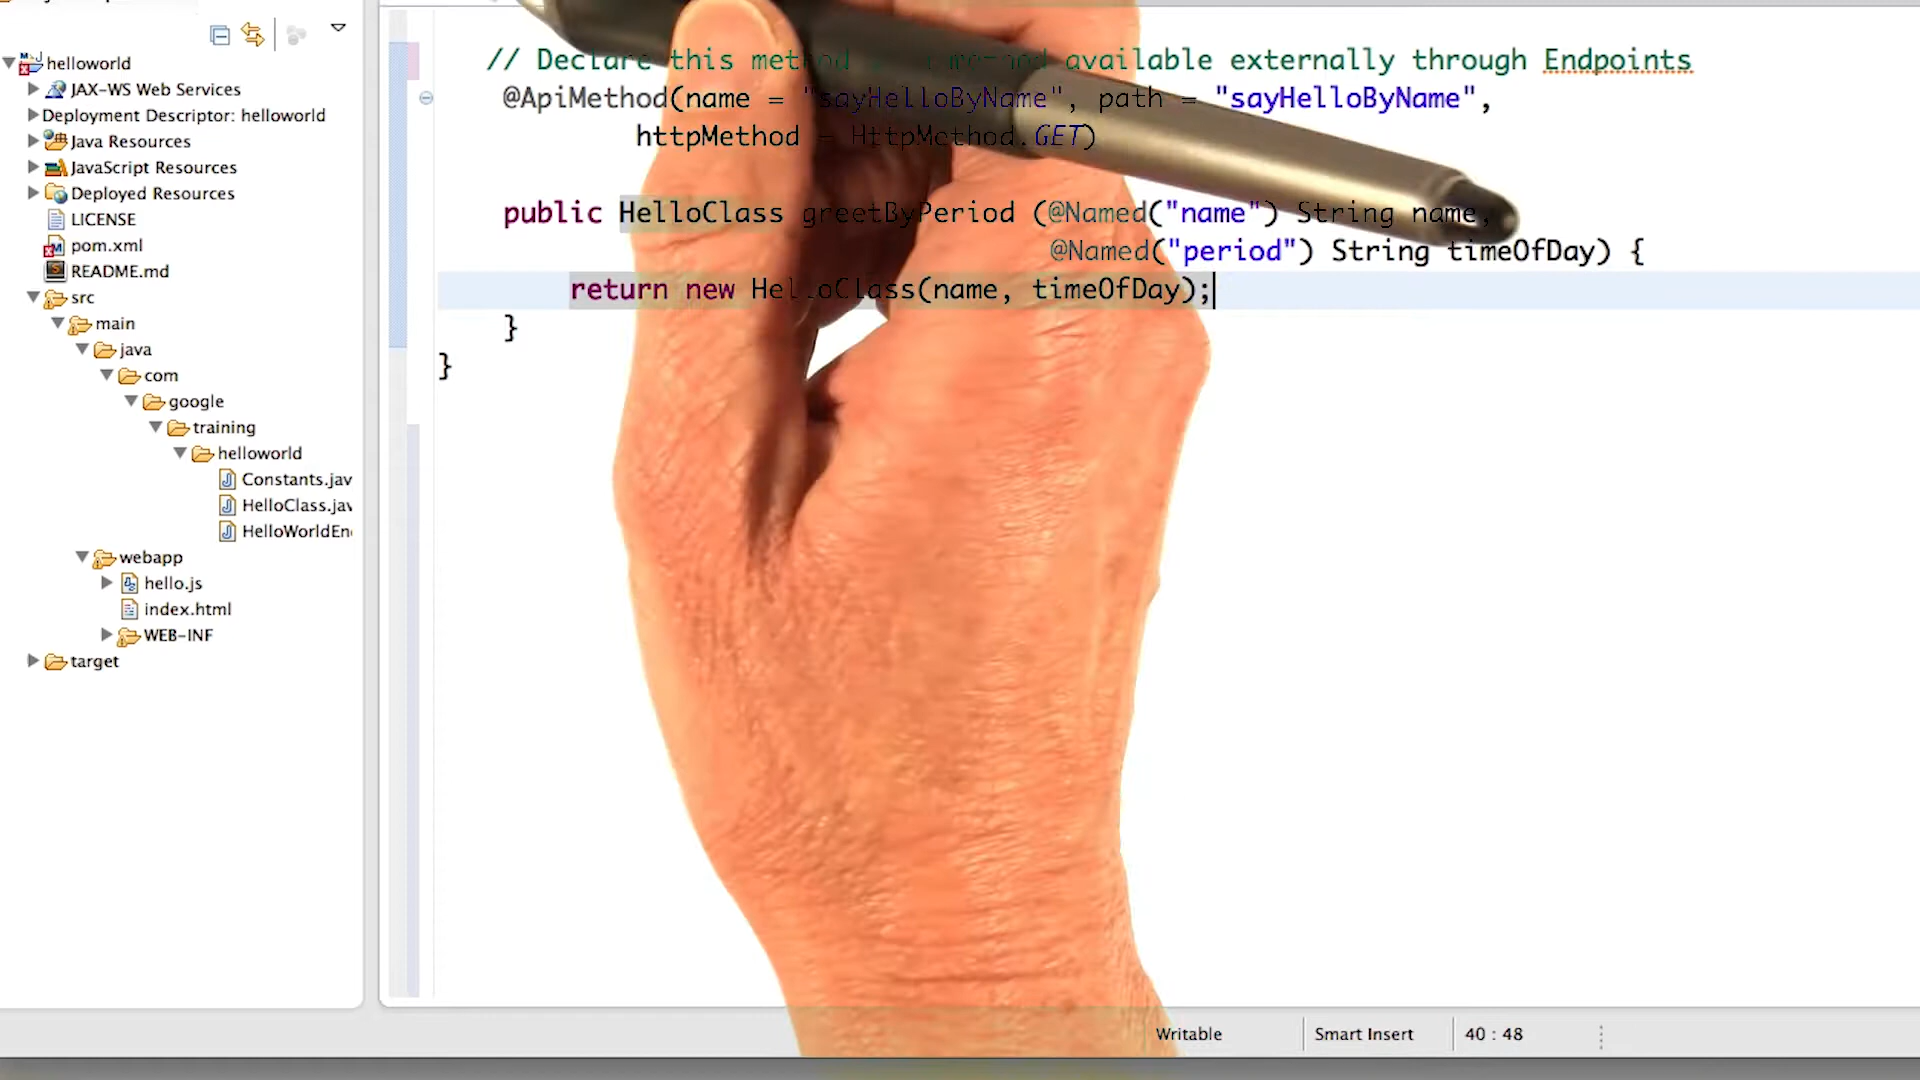 helloworld
JAX-WS Web Services
Deployment Descriptor: helloworld
Java Resources
JavaScript Resources
Deployed Resources
LICENSE
pom.xml
README.md
src
main
java
com
google
training
helloworld
Constants.jav
HelloClass.jav
HelloWorldEn
webapp
hello.js
index.html
WEB-INF
target
// Declare this method method available externally through Endpoints
@ApiMethod(name = "sayHelloByName", path = "sayHelloByName",
httpMethod = HttpMethod.GET)
public HelloClass greetByPeriod (@Named("name") String name,
@Named("period") String timeOfDay) {
return new HelloClass(name, timeOfDay);
}
}
Writable
Smart Insert
40 : 48